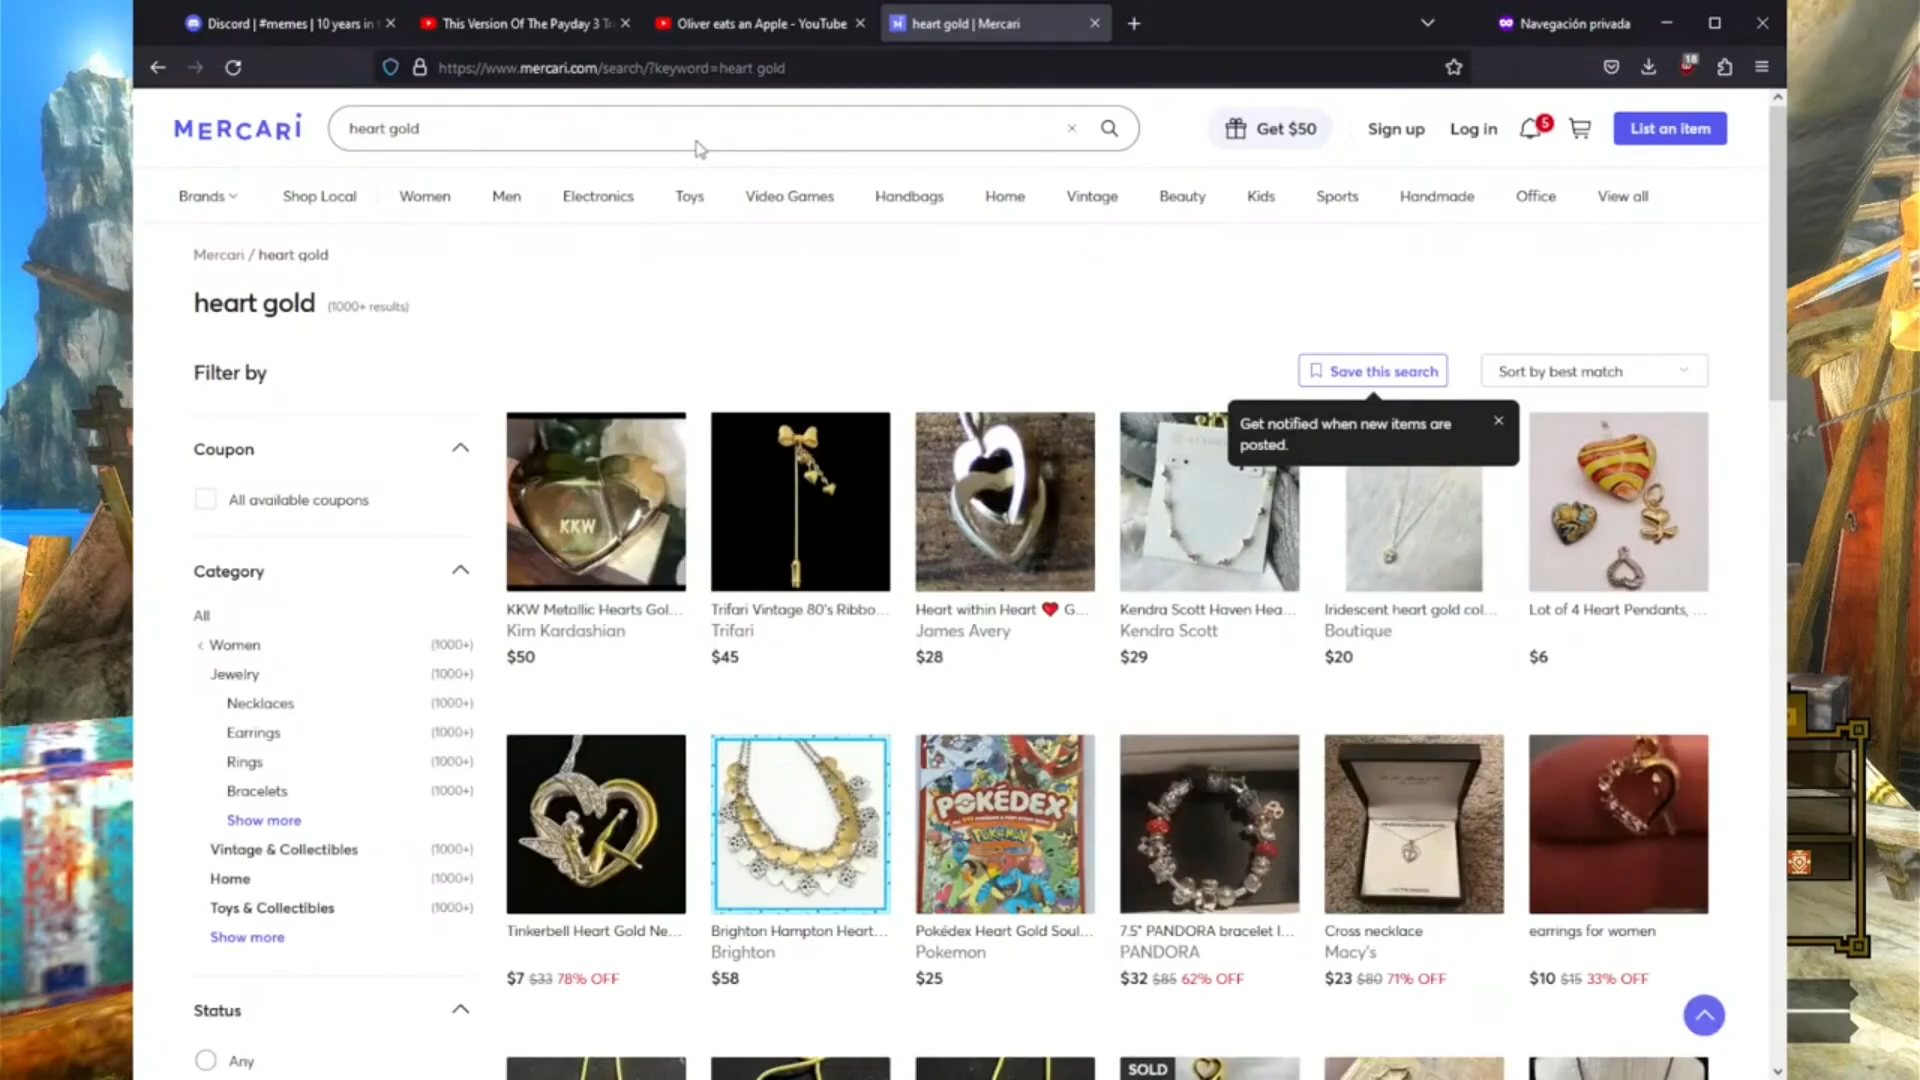 Discord | #memes | 10 years in
This Version Of The Payday 3 Tr
Oliver eats an Apple - YouTube
heart gold | Mercari
Navegación privada
https://www.mercari.com/search/?keyword=heart gold
18
MERCARI
heart gold
Get $50
Sign up
Log in
5
List an item
Brands
Shop Local
Women
Men
Electronics
Toys
Video Games
Handbags
Home
Vintage
Beauty
Kids
Sports
Handmade
Office
View all
Mercari / heart gold
heart gold (1000+ results)
Filter by
Save this search
Sort by best match
Get notified when new items are
posted.
Coupon
All available coupons
Category
All
Women (1000+)
Jewelry (1000+)
Necklaces (1000+)
Earrings (1000+)
Rings (1000+)
Bracelets (1000+)
Show more
Vintage & Collectibles (1000+)
Home (1000+)
Toys & Collectibles (1000+)
Show more
Status
Any
KKW
KKW Metallic Hearts Gol...
Kim Kardashian
$50
Trifari Vintage 80's Ribbo...
Trifari
$45
Heart within Heart ❤️ G...
James Avery
$28
Kendra Scott Haven Hea...
Kendra Scott
$29
Iridescent heart gold col...
Boutique
$20
Lot of 4 Heart Pendants, ...
$6
Tinkerbell Heart Gold Ne...
$7 $33 78% OFF
Brighton Hampton Heart...
Brighton
$58
POKÉDEX
Pokémon
Pokédex Heart Gold Soul...
Pokemon
$25
7.5" PANDORA bracelet I...
PANDORA
$32 $85 62% OFF
Cross necklace
Macy's
$23 $80 71% OFF
earrings for women
$10 $15 33% OFF
SOLD